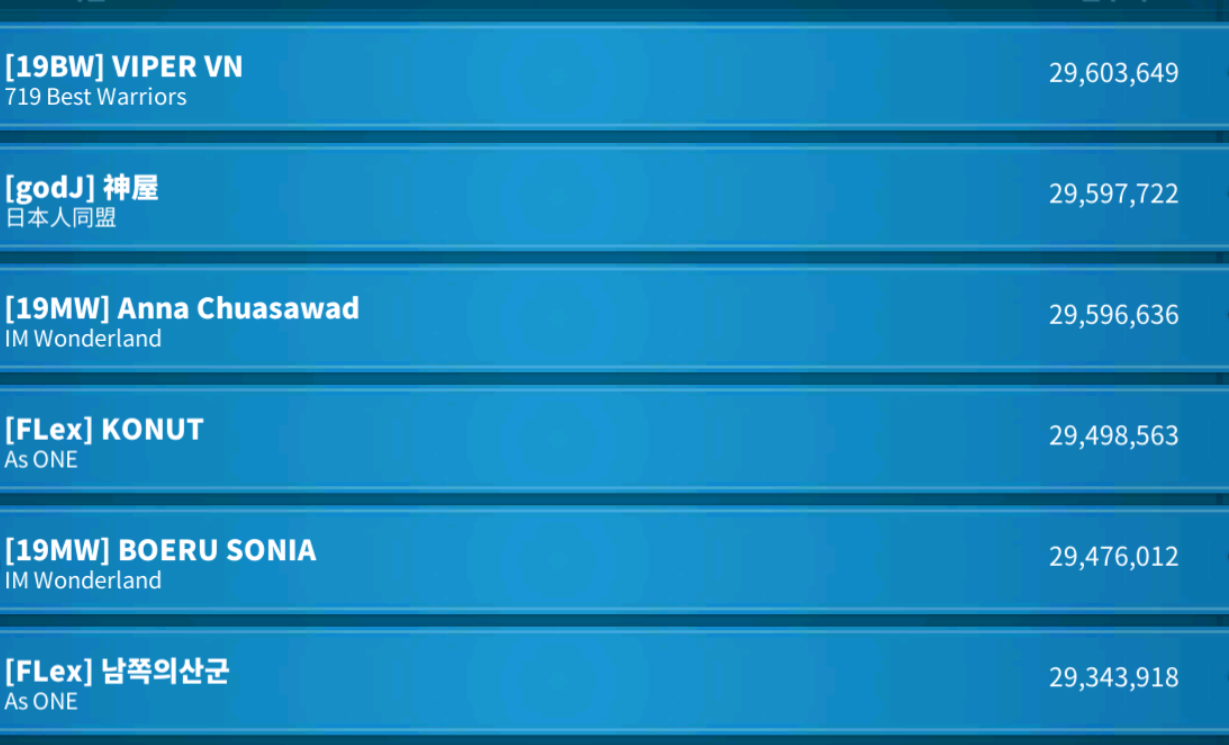 [19BW] VIPER VN
719 Best Warriors
29,603,649
[godJ] 神屋
日本人同盟
29,597,722
[19MW] Anna Chuasawad
IM Wonderland
29,596,636
[FLex] KONUT
As ONE
29,498,563
[19MW] BOERU SONIA
IM Wonderland
29,476,012
[FLex] 남쪽의산군
As ONE
29,343,918